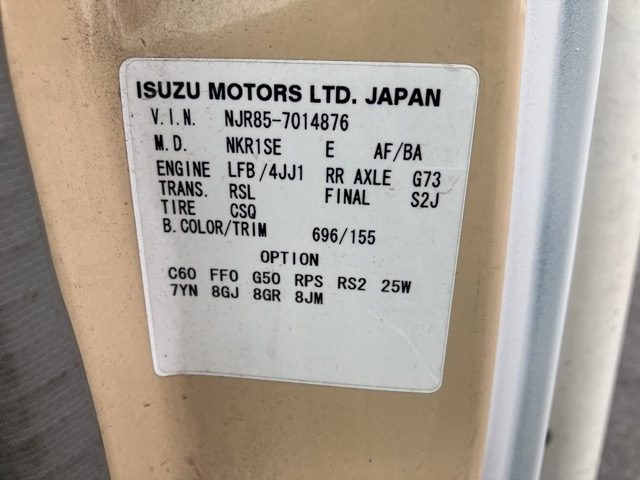 ISUZU MOTORS LTD. JAPAN
V.I.N. NJR85-7014876
M.D. NKR1SE E AF/BA
ENGINE LFB/4JJ1 RR AXLE G73
TRANS. RSL FINAL S2J
TIRE CSQ
B.COLOR/TRIM 696/155
OPTION
C60 FF0 G50 RPS RS2 25W
7YN 8GJ 8GR 8JM